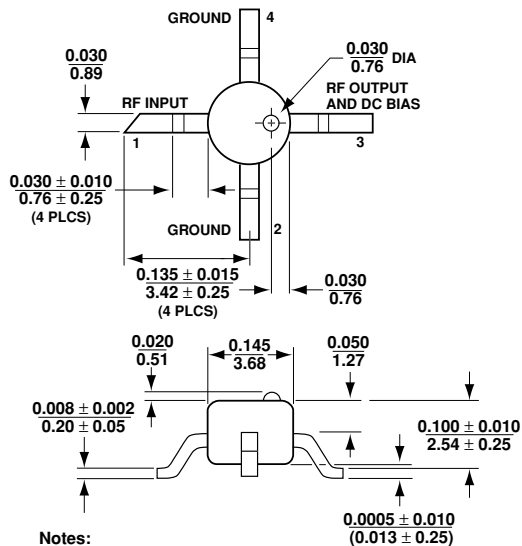 GROUND 4
0.030
0.76 DIA
RF OUTPUT
AND DC BIAS
0.030
0.89
RF INPUT
1
3
0.030 ± 0.010
0.76 ± 0.25
(4 PLCS)
GROUND 2
0.135 ± 0.015
3.42 ± 0.25
(4 PLCS)
0.030
0.76
0.020
0.51
0.145
3.68
0.050
1.27
0.008 ± 0.002
0.20 ± 0.05
0.100 ± 0.010
2.54 ± 0.25
0.0005 ± 0.010
(0.013 ± 0.25)
Notes: